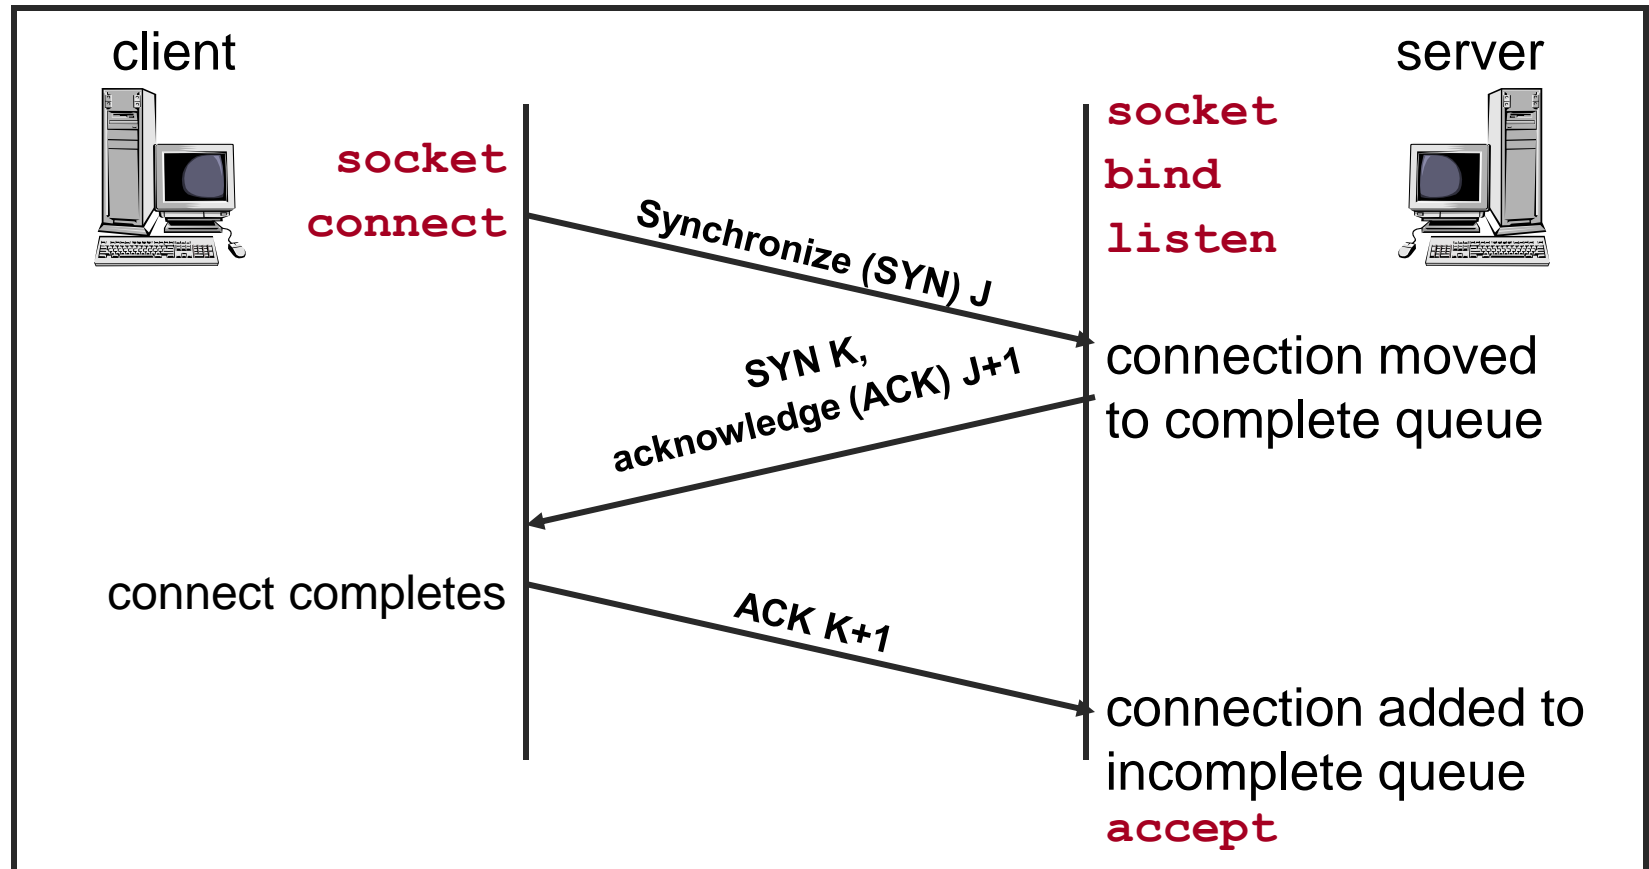 client
server
socket
bind
listen
socket
connect
Synchronize (SYN) J
connection moved
to complete queue
SYN K,
acknowledge (ACK) J+1
connect completes
ACK K+1
connection added to
incomplete queue
accept